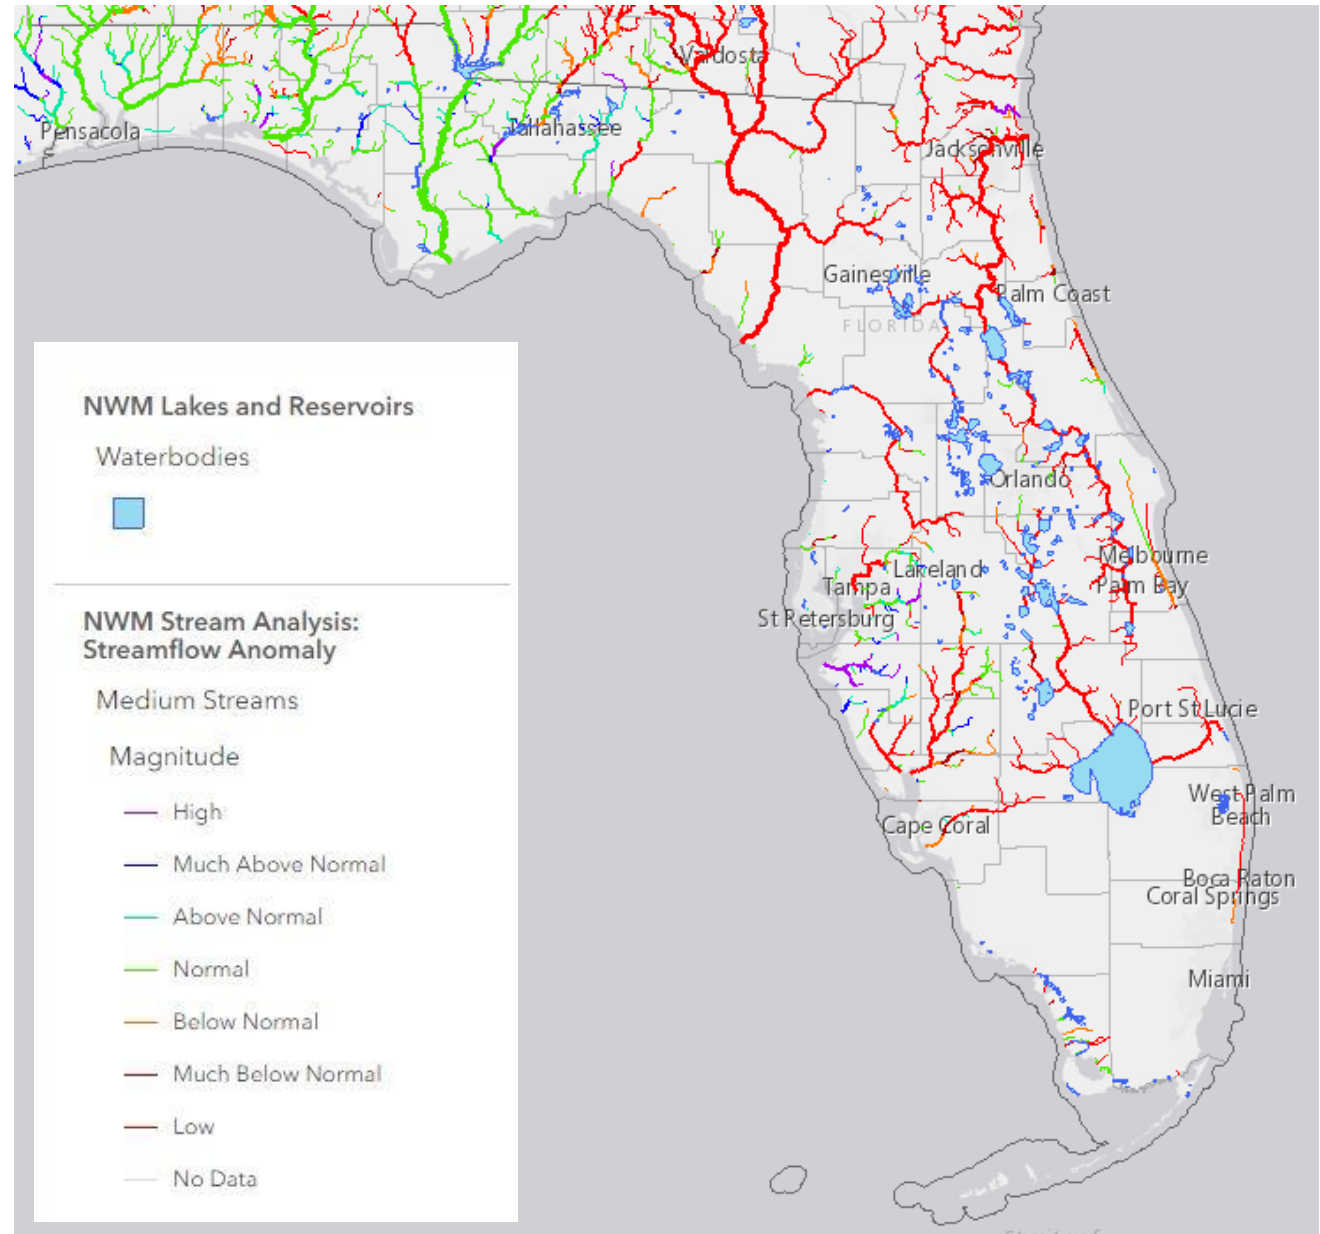 Valdosta
Pensacola
Tallahassee
Jacksonville
Gainesville
Palm Coast
FLORIDA
NWM Lakes and Reservoirs
Waterbodies
Orlando
Melbourne
Lakeland
Tampa
Palm Bay
St Petersburg
NWM Stream Analysis:
Streamflow Anomaly
Medium Streams
Port St Lucie
Magnitude
West Palm
Beach
High
Cape Coral
Much Above Normal
Boca Raton
Coral Springs
Above Normal
Normal
Miami
Below Normal
Much Below Normal
Low
No Data